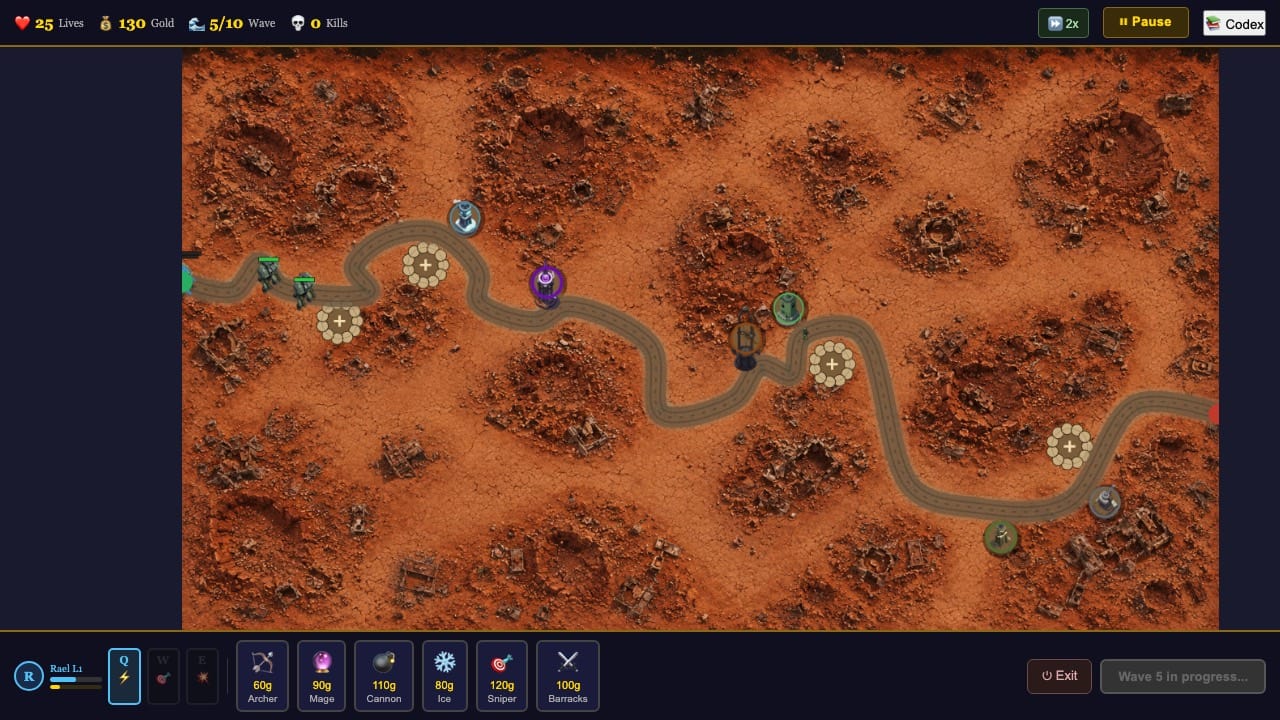 25 Lives 130 Gold 5/10 Wave 0 Kills
2x
Pause
Codex
R
Rael L1
Q
W
E
60g
Archer
90g
Mage
110g
Cannon
80g
Ice
120g
Sniper
100g
Barracks
Exit
Wave 5 in progress...